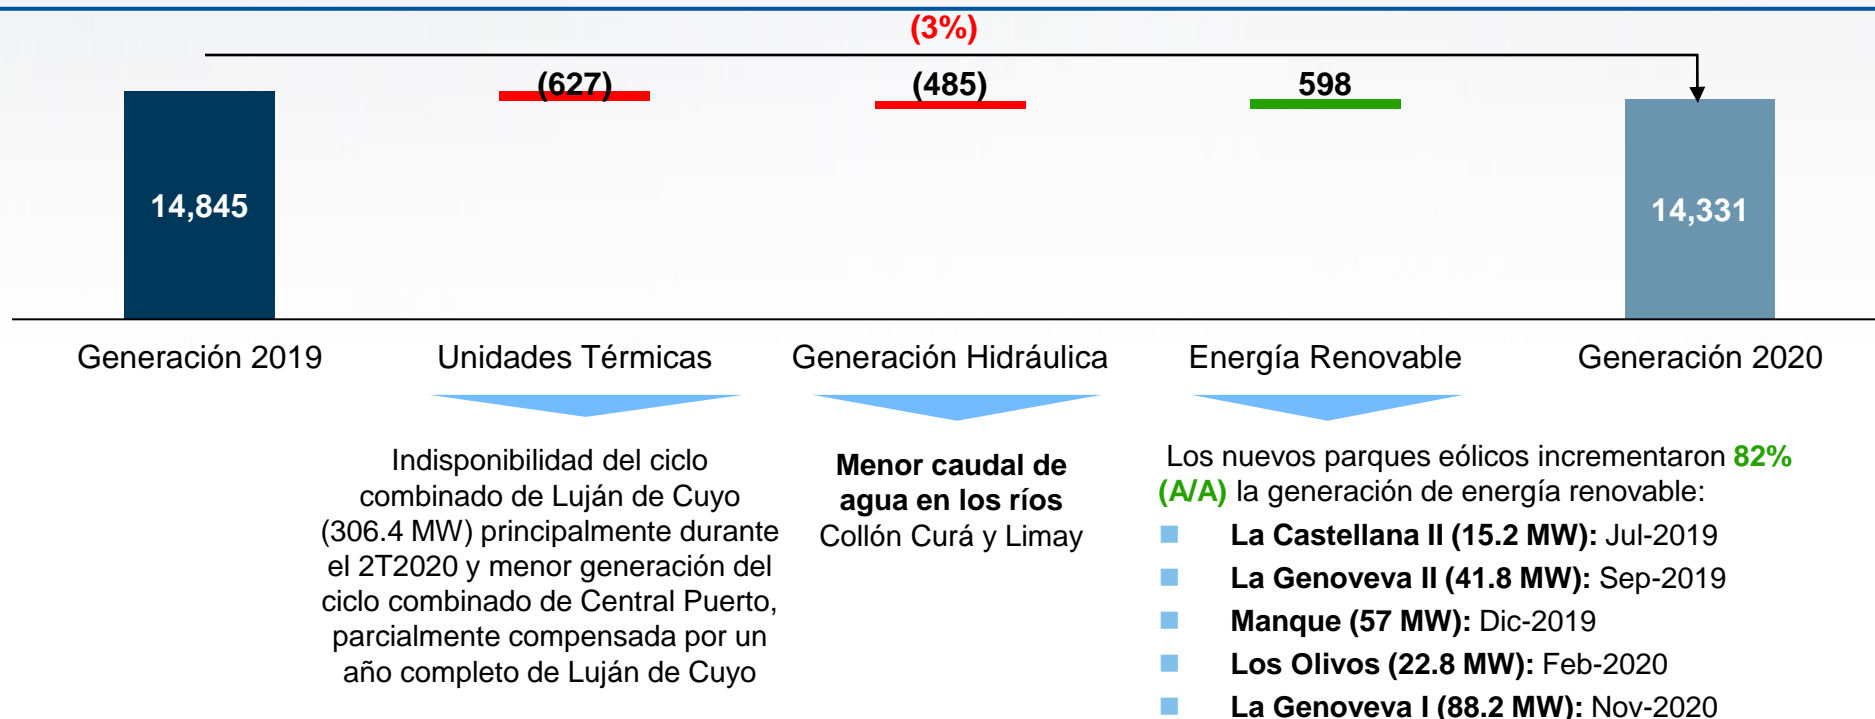 (3%)
(627)
(485)
598
14,845
14,331
Generación 2019
Unidades Térmicas
Generación Hidráulica
Energía Renovable
Generación 2020
Indisponibilidad del ciclo
combinado de Luján de Cuyo
(306.4 MW) principalmente durante
el 2T2020 y menor generación del
ciclo combinado de Central Puerto,
parcialmente compensada por un
año completo de Luján de Cuyo
Menor caudal de
agua en los ríos
Collón Curá y Limay
Los nuevos parques eólicos incrementaron 82%
(A/A) la generación de energía renovable:
La Castellana II (15.2 MW): Jul-2019
La Genoveva II (41.8 MW): Sep-2019
Manque (57 MW): Dic-2019
Los Olivos (22.8 MW): Feb-2020
La Genoveva I (88.2 MW): Nov-2020